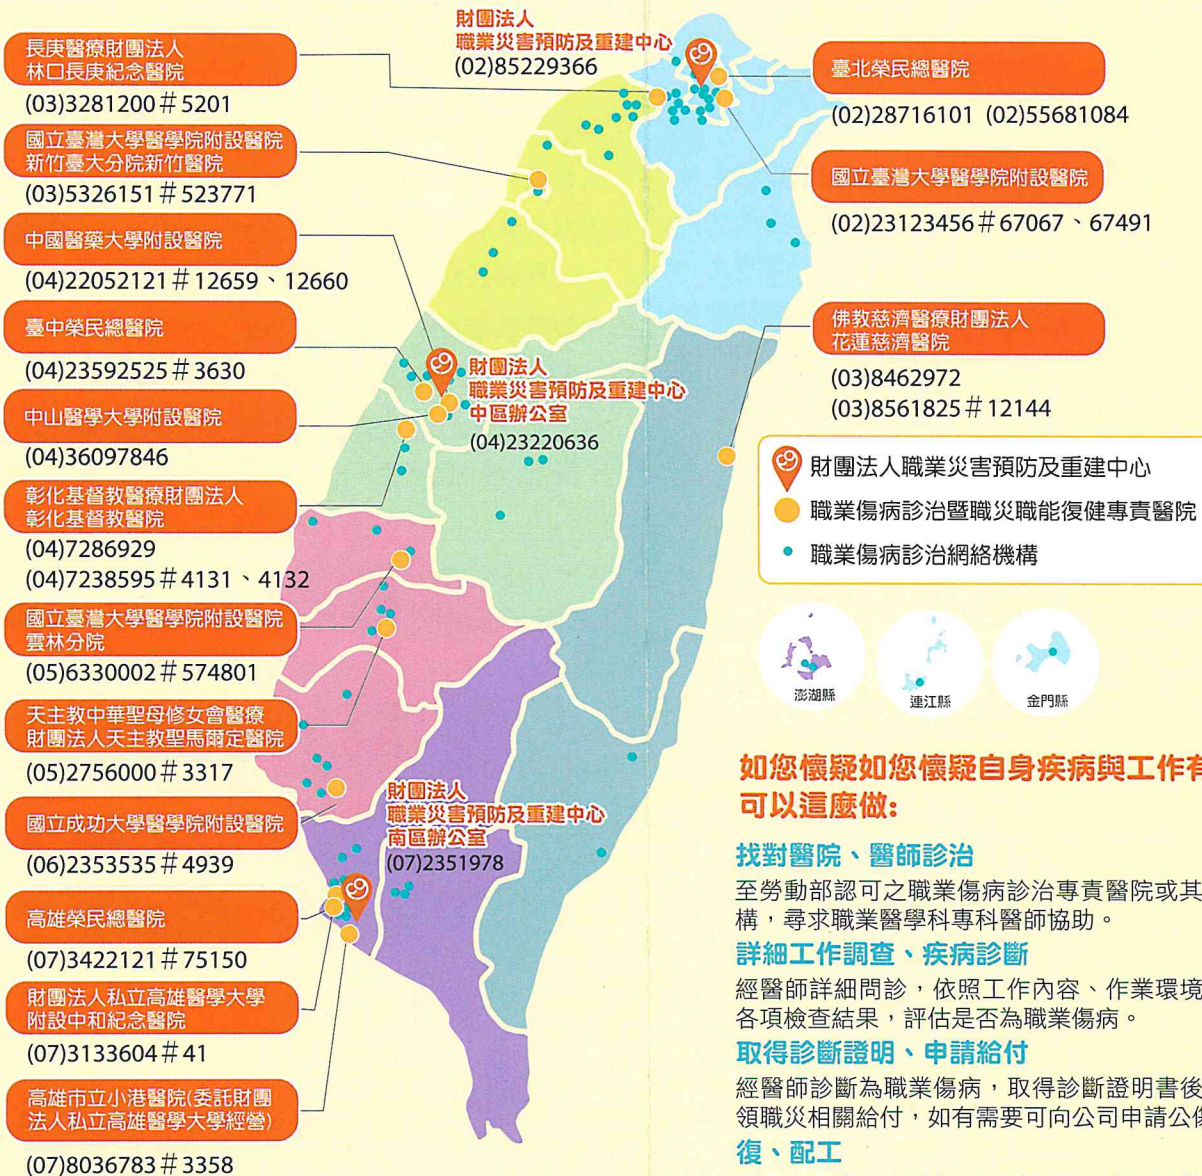 長庚醫療財團法人
林口長庚紀念醫院
(03)3281200＃5201
國立臺灣大學醫學院附設醫院
新竹臺大分院新竹醫院
(03)5326151＃523771
中國醫藥大學附設醫院
(04)22052121＃12659、12660
臺中榮民總醫院
(04)23592525＃3630
中山醫學大學附設醫院
(04)36097846
彰化基督教醫療財團法人
彰化基督教醫院
(04)7286929
(04)7238595＃4131、4132
國立臺灣大學醫學院附設醫院
雲林分院
(05)6330002＃574801
天主教中華聖母修女會醫療
財團法人天主教聖馬爾定醫院
(05)2756000＃3317
國立成功大學醫學院附設醫院
(06)2353535＃4939
高雄榮民總醫院
(07)3422121＃75150
財團法人私立高雄醫學大學
附設中和紀念醫院
(07)3133604＃41
高雄市立小港醫院(委託財團
法人私立高雄醫學大學經營)
(07)8036783＃3358
財團法人
職業災害預防及重建中心
(02)85229366
財團法人
職業災害預防及重建中心
中區辦公室
(04)23220636
財團法人
職業災害預防及重建中心
南區辦公室
(07)2351978
臺北榮民總醫院
(02)28716101 (02)55681084
國立臺灣大學醫學院附設醫院
(02)23123456＃67067、67491
佛教慈濟醫療財團法人
花蓮慈濟醫院
(03)8462972
(03)8561825＃12144
財團法人職業災害預防及重建中心
職業傷病診治暨職災職能復健專責醫院
職業傷病診治網絡機構
澎湖縣
連江縣
金門縣
如您懷疑如您懷疑自身疾病與工作有
可以這麼做:
找對醫院、醫師診治
至勞動部認可之職業傷病診治專責醫院或其
構，尋求職業醫學科專科醫師協助。
詳細工作調查、疾病診斷
經醫師詳細問診，依照工作內容、作業環境
各項檢查結果，評估是否為職業傷病。
取得診斷證明、申請給付
經醫師診斷為職業傷病，取得診斷證明書後
領職災相關給付，如有需要可向公司申請公傷
復、配工